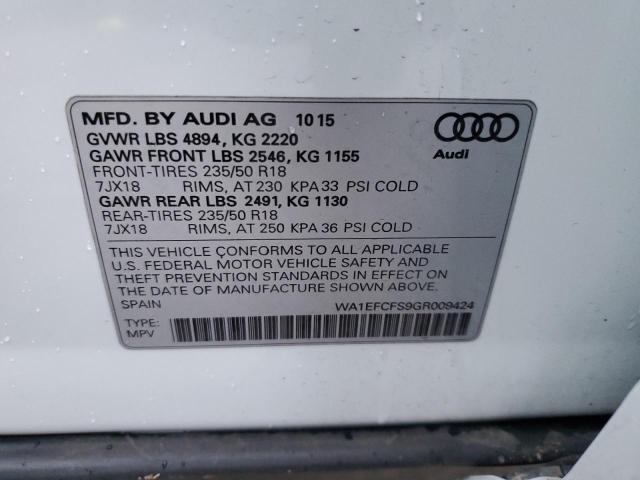 MFD. BY AUDI AG 10 15
GVWR LBS 4894, KG 2220
GAWR FRONT LBS 2546, KG 1155
FRONT-TIRES 235/50 R18
7JX18 RIMS, AT 230 KPA 33 PSI COLD
GAWR REAR LBS 2491, KG 1130
REAR-TIRES 235/50 R18
7JX18 RIMS, AT 250 KPA 36 PSI COLD
Audi
THIS VEHICLE CONFORMS TO ALL APPLICABLE
U.S. FEDERAL MOTOR VEHICLE SAFETY AND
THEFT PREVENTION STANDARDS IN EFFECT ON
THE DATE OF MANUFACTURE SHOWN ABOVE.
SPAIN WA1EFCFS9GR009424
TYPE:
MPV